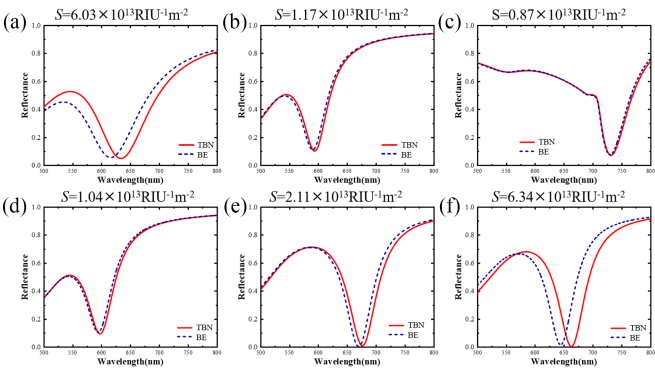 (a) S=6.03×10¹³RIU⁻¹m⁻²
1.0
0.8
0.6
0.4
0.2
0.0
Reflectance
TBN
BE
500 550 600 650 700 750 800
Wavelength(nm)
(b) S=1.17×10¹³RIU⁻¹m⁻²
1.0
0.8
0.6
0.4
0.2
0.0
Reflectance
TBN
BE
500 550 600 650 700 750 800
Wavelength(nm)
(c) S=0.87×10¹³RIU⁻¹m⁻²
1.0
0.8
0.6
0.4
0.2
0.0
Reflectance
TBN
BE
500 550 600 650 700 750 800
Wavelength(nm)
(d) S=1.04×10¹³RIU⁻¹m⁻²
1.0
0.8
0.6
0.4
0.2
0.0
Reflectance
TBN
BE
500 550 600 650 700 750 800
Wavelength(nm)
(e) S=2.11×10¹³RIU⁻¹m⁻²
1.0
0.8
0.6
0.4
0.2
0.0
Reflectance
TBN
BE
500 550 600 650 700 750 800
Wavelength(nm)
(f) S=6.34×10¹³RIU⁻¹m⁻²
1.0
0.8
0.6
0.4
0.2
0.0
Reflectance
TBN
BE
500 550 600 650 700 750 800
Wavelength(nm)